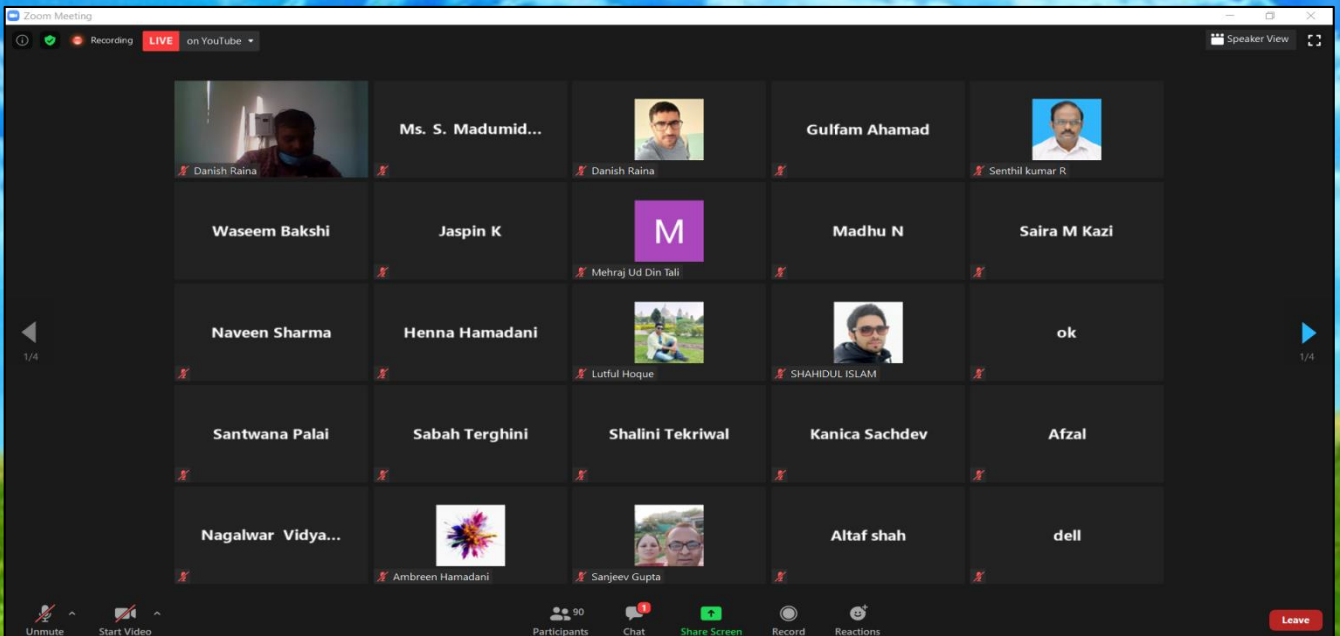 Zoom Meeting
Recording LIVE on YouTube
Speaker View
Danish Raina
Ms. S. Madumid...
Danish Raina
Gulfam Ahamad
Senthil kumar R
Waseem Bakshi
Jaspin K
M
Mehraj Ud Din Tali
Madhu N
Saira M Kazi
Naveen Sharma
Henna Hamadani
Lutful Hoque
SHAHIDUL ISLAM
ok
1/4
1/4
Santwana Palai
Sabah Terghini
Shalini Tekriwal
Kanica Sachdev
Afzal
Nagalwar Vidya...
Ambreen Hamadani
Sanjeev Gupta
Altaf shah
dell
Unmute
Start Video
90
Participants
1
Chat
Share Screen
Record
Reactions
Leave